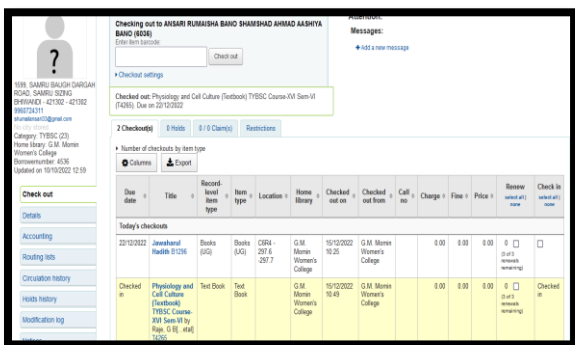 Checking out to ANSARI RUMAISHA BANO SHAMSHAD AHMAD AASHIYA
BANO (6036)
Enter item barcode:
Check out
Checkout settings
Attention:
Messages:
Add a new message
1699, SAMRU BAUGH DARGAH
ROAD, SAMRU SIZING
BHIWANDI - 421302 - 421302
9960724311
No city stored.
Category: TYBSC (23)
Home library: G.M. Momin
Women's College
Borrowernumber: 4536
Updated on 10/10/2022 12:59
Checked out: Physiology and Cell Culture (Textbook) TYBSC Course-XVI Sem-VI
(T4265). Due on 22/12/2022
2 Checkout(s)
0 Holds
0 / 0 Claim(s)
Restrictions
Number of checkouts by item type
Columns
Export
Check out
Details
Accounting
Routing lists
Circulation history
Holds history
Modification log
Due date
Title
Record-level item type
Item type
Location
Home library
Checked out on
Checked out from
Call no
Charge
Fine
Price
Renew
select all | none
Check in
select all | none
Today's checkouts
22/12/2022
Jawaharul
Hadith B1296
Books
(UG)
Books
(UG)
C6R4 -
297.6
-297.7
G.M.
Momin
Women's
College
15/12/2022
10:25
G.M. Momin
Women's
College
0.00
0.00
0.00
0
(3 of 3
renewals
remaining)
Checked
in
Physiology and
Cell Culture
(Textbook)
TYBSC Course-
XVI Sem-VI by
Raje, G B[...etal]
T4265
Text Book
Text
Book
G.M.
Momin
Women's
College
15/12/2022
10:49
G.M. Momin
Women's
College
0.00
0.00
0.00
0
(3 of 3
renewals
remaining)
Checked
in